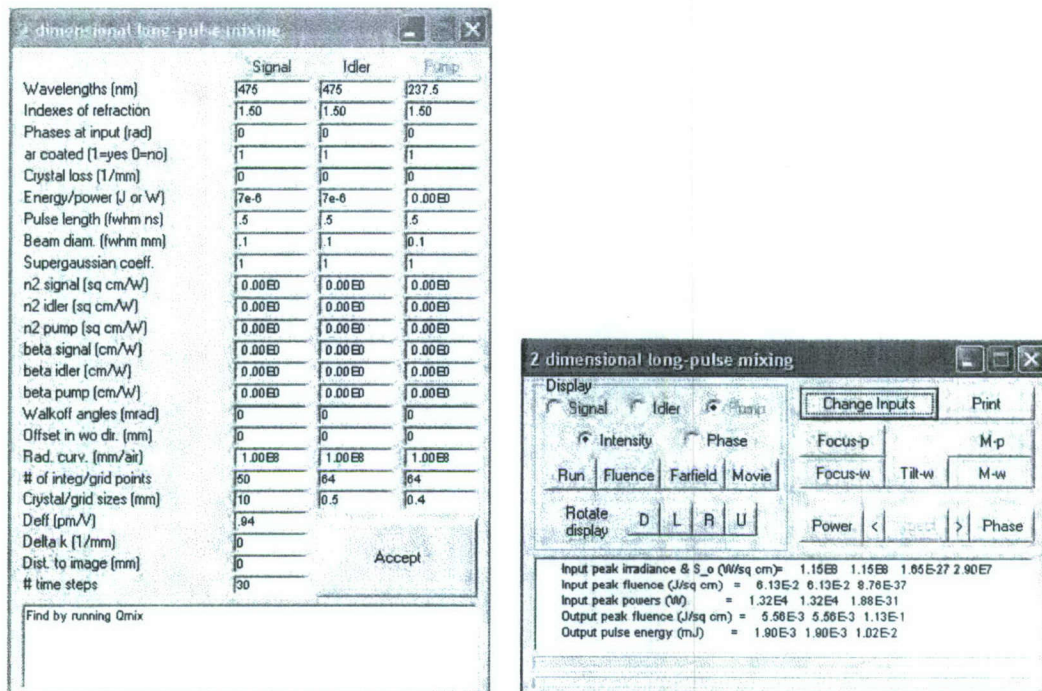 2 dimensional long-pulse mixing
Signal Idler Pump
Wavelengths (nm) 475 475 237.5
Indexes of refraction 1.50 1.50 1.50
Phases at input (rad) 0 0 0
ar coated (1=yes 0=no) 1 1 1
Crystal loss (1/mm) 0 0 0
Energy/power (J or W) 7e-6 7e-6 0.00E0
Pulse length (fwhm ns) .5 .5 .5
Beam diam. (fwhm mm) .1 .1 0.1
Supergaussian coeff. 1 1 1
n2 signal (sq cm/W) 0.00E0 0.00E0 0.00E0
n2 idler (sq cm/W) 0.00E0 0.00E0 0.00E0
n2 pump (sq cm/W) 0.00E0 0.00E0 0.00E0
beta signal (cm/W) 0.00E0 0.00E0 0.00E0
beta idler (cm/W) 0.00E0 0.00E0 0.00E0
beta pump (cm/W) 0.00E0 0.00E0 0.00E0
Walkoff angles (mrad) 0 0 0
Offset in wo dir. (mm) 0 0 0
Rad. curv. (mm/air) 1.00E8 1.00E8 1.00E8
# of integ/grid points 50 64 64
Crystal/grid sizes (mm) 10 0.5 0.4
Deff (pm/V) .94
Delta k (1/mm) 0
Dist. to image (mm) 0
# time steps 30
Accept
Find by running Qmix
2 dimensional long-pulse mixing
Display
Signal Idler Pump
Intensity Phase
Run Fluence Farfield Movie
Rotate display D L R U
Change Inputs Print
Focus-p M-p
Focus-w Tilt-w M-w
Power < > Phase
Input peak irradiance & S_o (W/sq cm)= 1.15E8 1.15E8 1.65E-27 2.90E7
Input peak fluence (J/sq cm) = 6.13E-2 6.13E-2 8.76E-37
Input peak powers (W) = 1.32E4 1.32E4 1.88E-31
Output peak fluence (J/sq cm) = 5.56E-3 5.56E-3 1.13E-1
Output pulse energy (mJ) = 1.90E-3 1.90E-3 1.02E-2